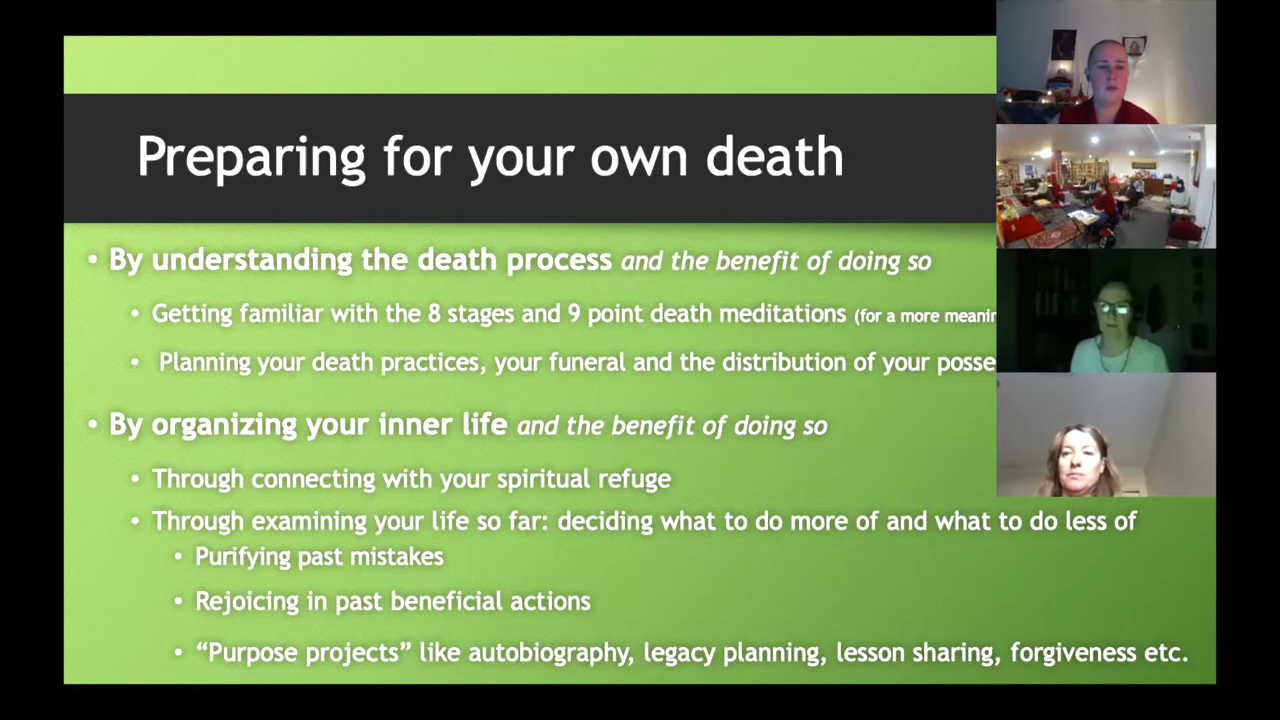 Preparing for your own death
• By understanding the death process and the benefit of doing so
• Getting familiar with the 8 stages and 9 point death meditations (for a more
• Planning your death practices, your funeral and the distribution of your
• By organizing your inner life and the benefit of doing so
• Through connecting with your spiritual refuge
• Through examining your life so far: deciding what to do more of and what to do less of
• Purifying past mistakes
• Rejoicing in past beneficial actions
• “Purpose projects” like autobiography, legacy planning, lesson sharing, forgiveness etc.